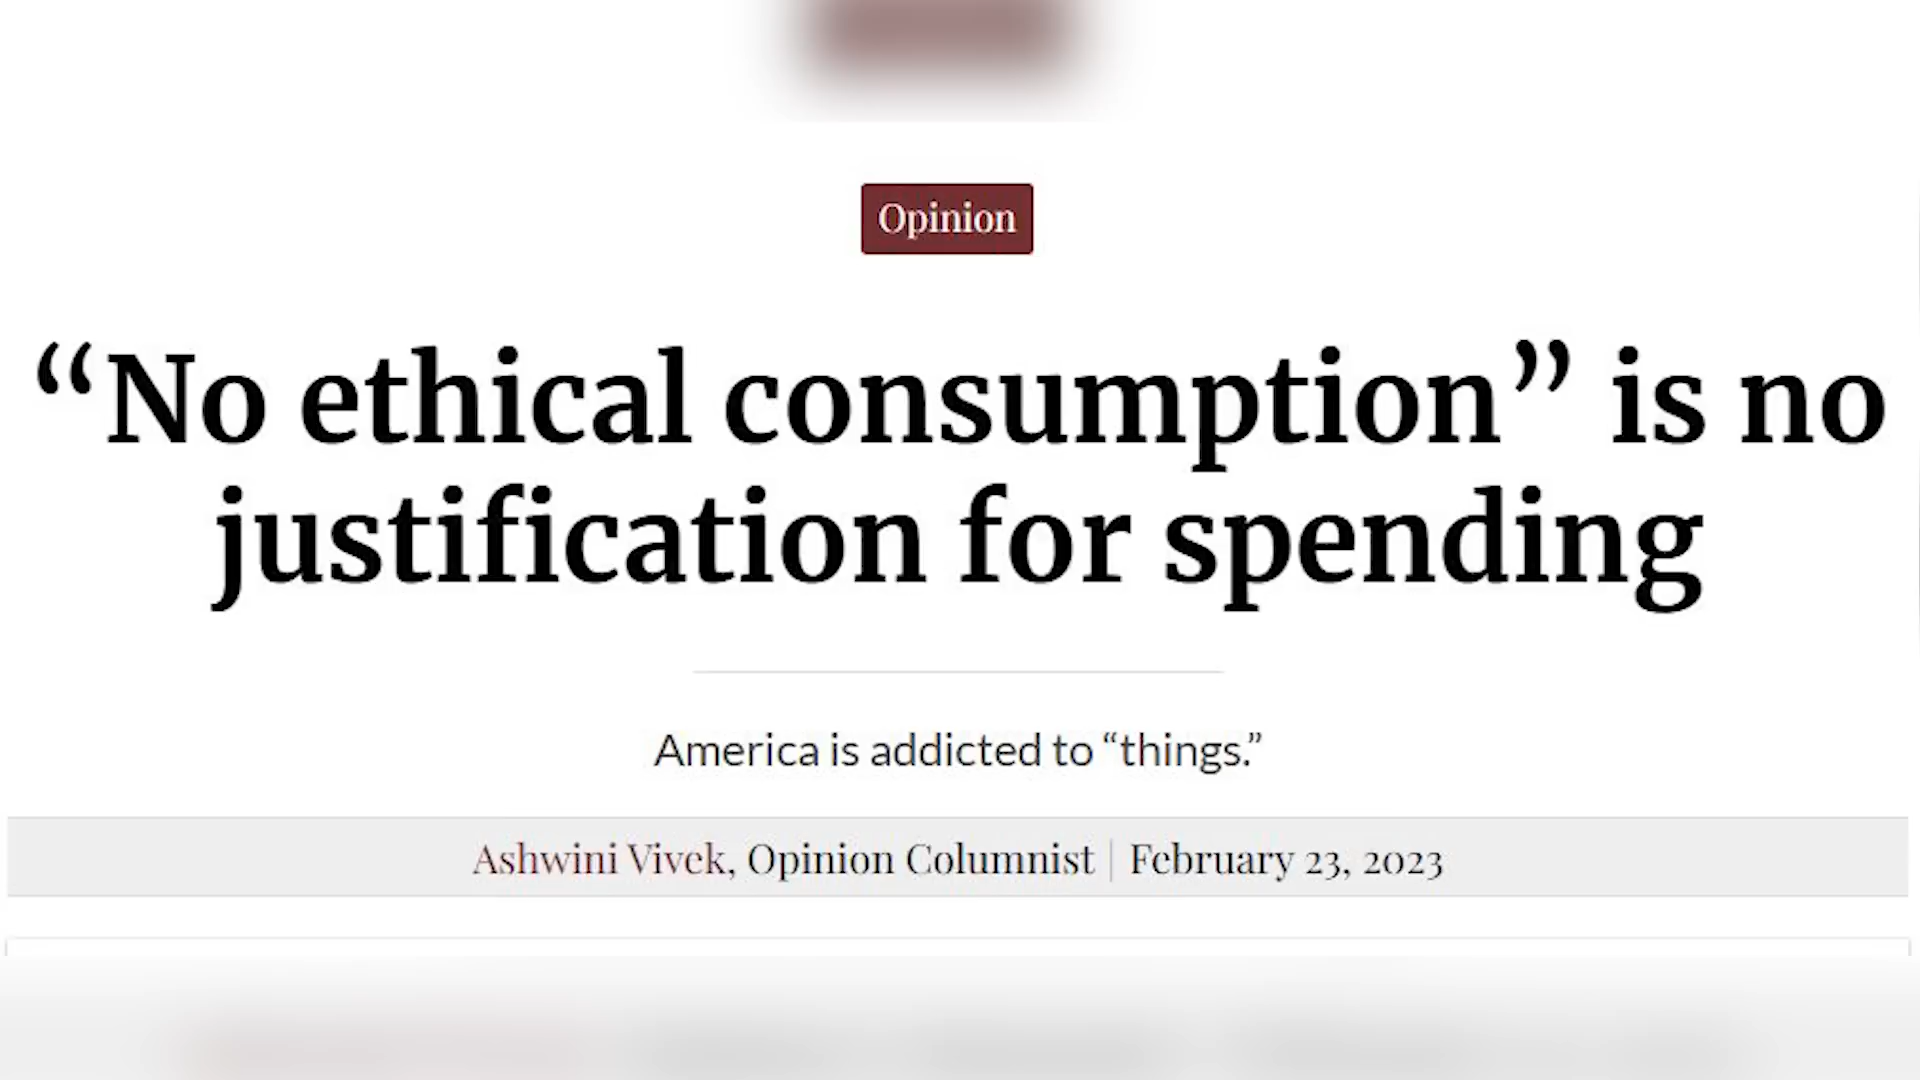 Opinion
“No ethical consumption” is no
justification for spending
America is addicted to “things.”
Ashwini Vivek, Opinion Columnist | February 23, 2023